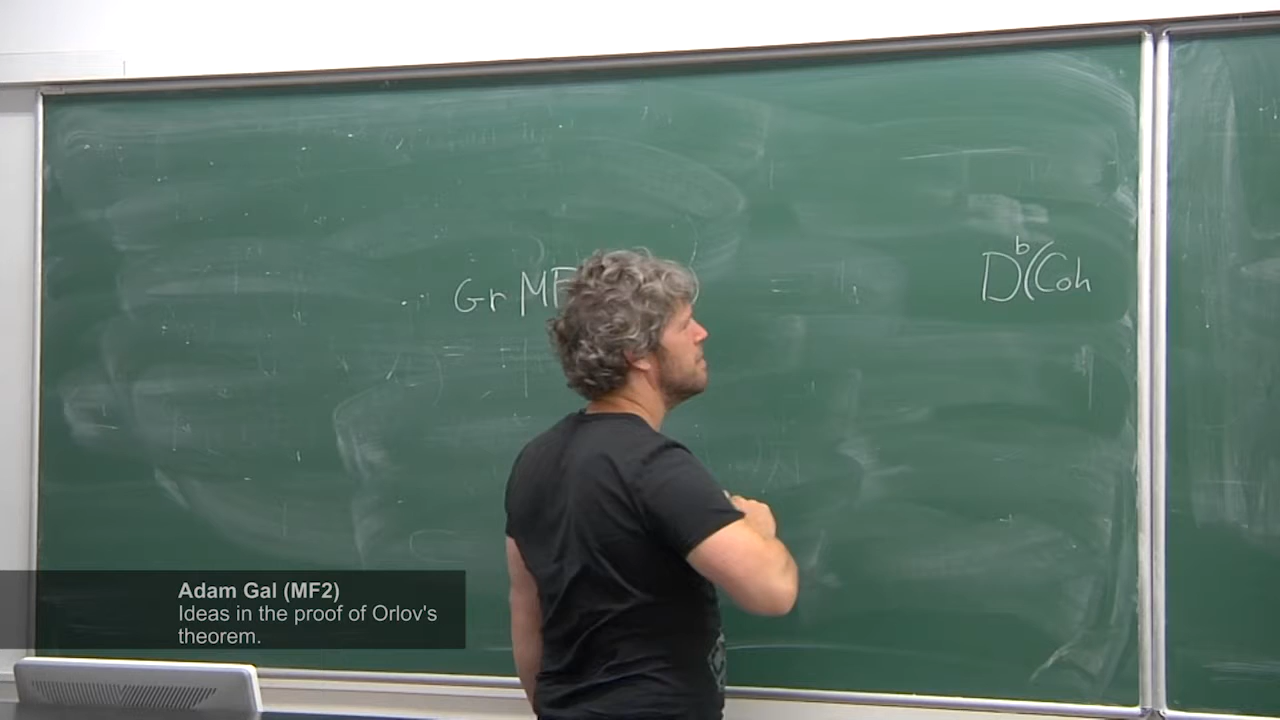 Gr MF
D^b(Coh
Adam Gal (MF2)
Ideas in the proof of Orlov's
theorem.